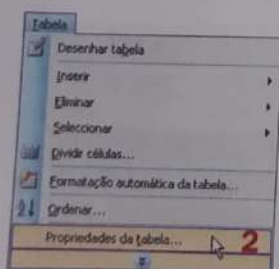 Tabela
Desenhar tabela
Inserir
Eliminar
Seleccionar
Dividir células...
Formatação automática da tabela...
Ordenar...
Propriedades da tabela...
2